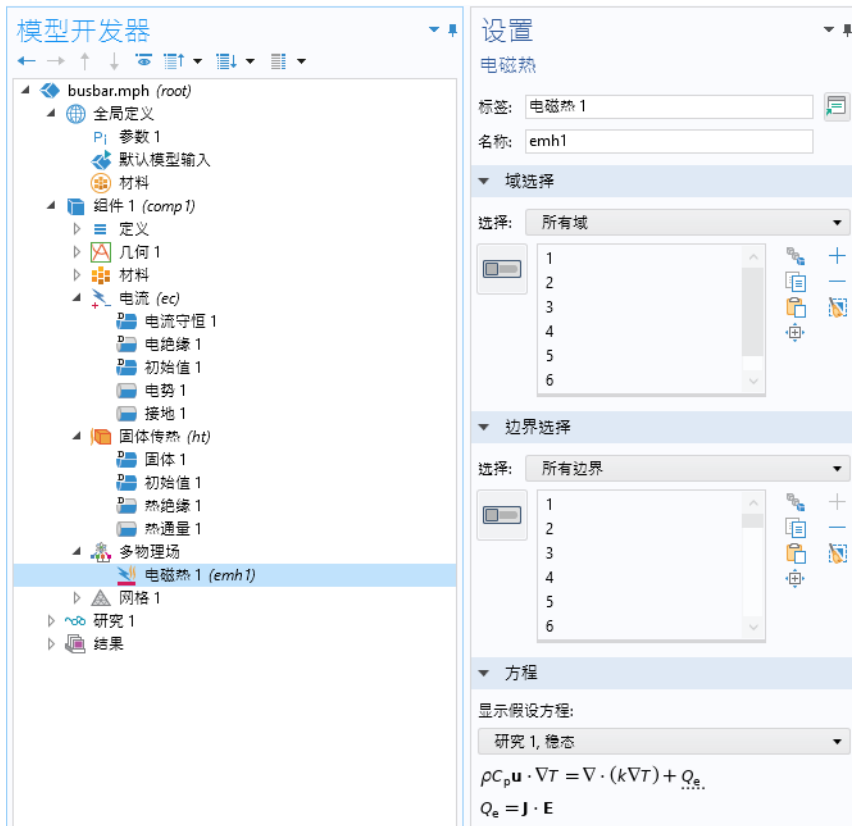 模型开发器
busbar.mph (root)
全局定义
Pi 参数 1
默认模型输入
材料
组件 1 (comp1)
定义
几何 1
材料
电流 (ec)
电流守恒 1
电绝缘 1
初始值 1
电势 1
接地 1
固体传热 (ht)
固体 1
初始值 1
热绝缘 1
热通量 1
多物理场
电磁热 1 (emh1)
网格 1
研究 1
结果
设置
电磁热
标签: 电磁热 1
名称: emh1
域选择
选择: 所有域
1
2
3
4
5
6
边界选择
选择: 所有边界
1
2
3
4
5
6
方程
显示假设方程:
研究 1, 稳态
ρCₚu · ∇T = ∇ · (k∇T) + Qₑ
Qₑ = J · E